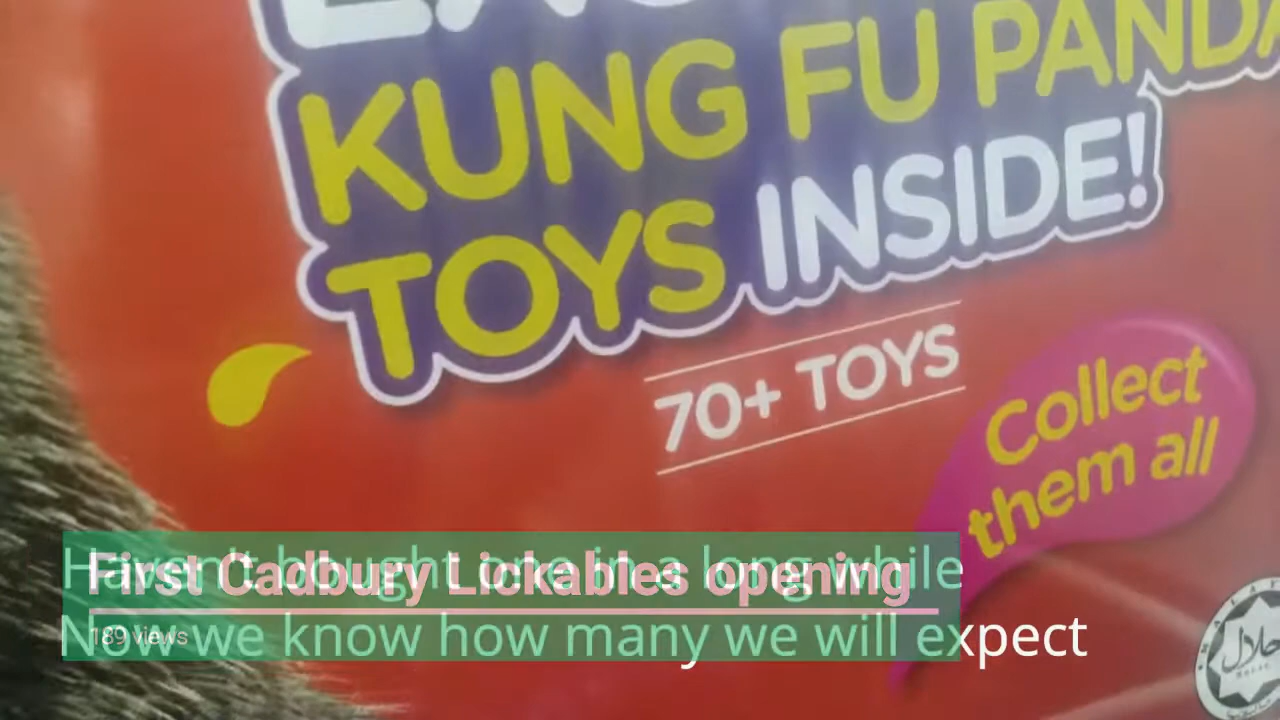 KUNG FU PANDA
TOYS INSIDE!
70+ TOYS
Collect
them all
Haven't bought one in a long while
First Cadbury Lickables opening
189 views
Now we know how many we will expect
حلال